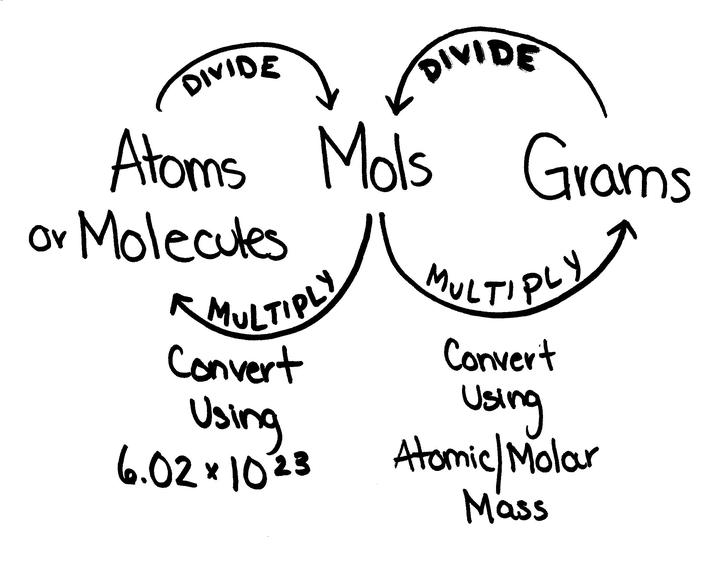 DIVIDE
DIVIDE
Atoms
or Molecules
Mols
Grams
MULTIPLY
MULTIPLY
Convert
Using
6.02 x 10²³
Convert
Using
Atomic/Molar
Mass